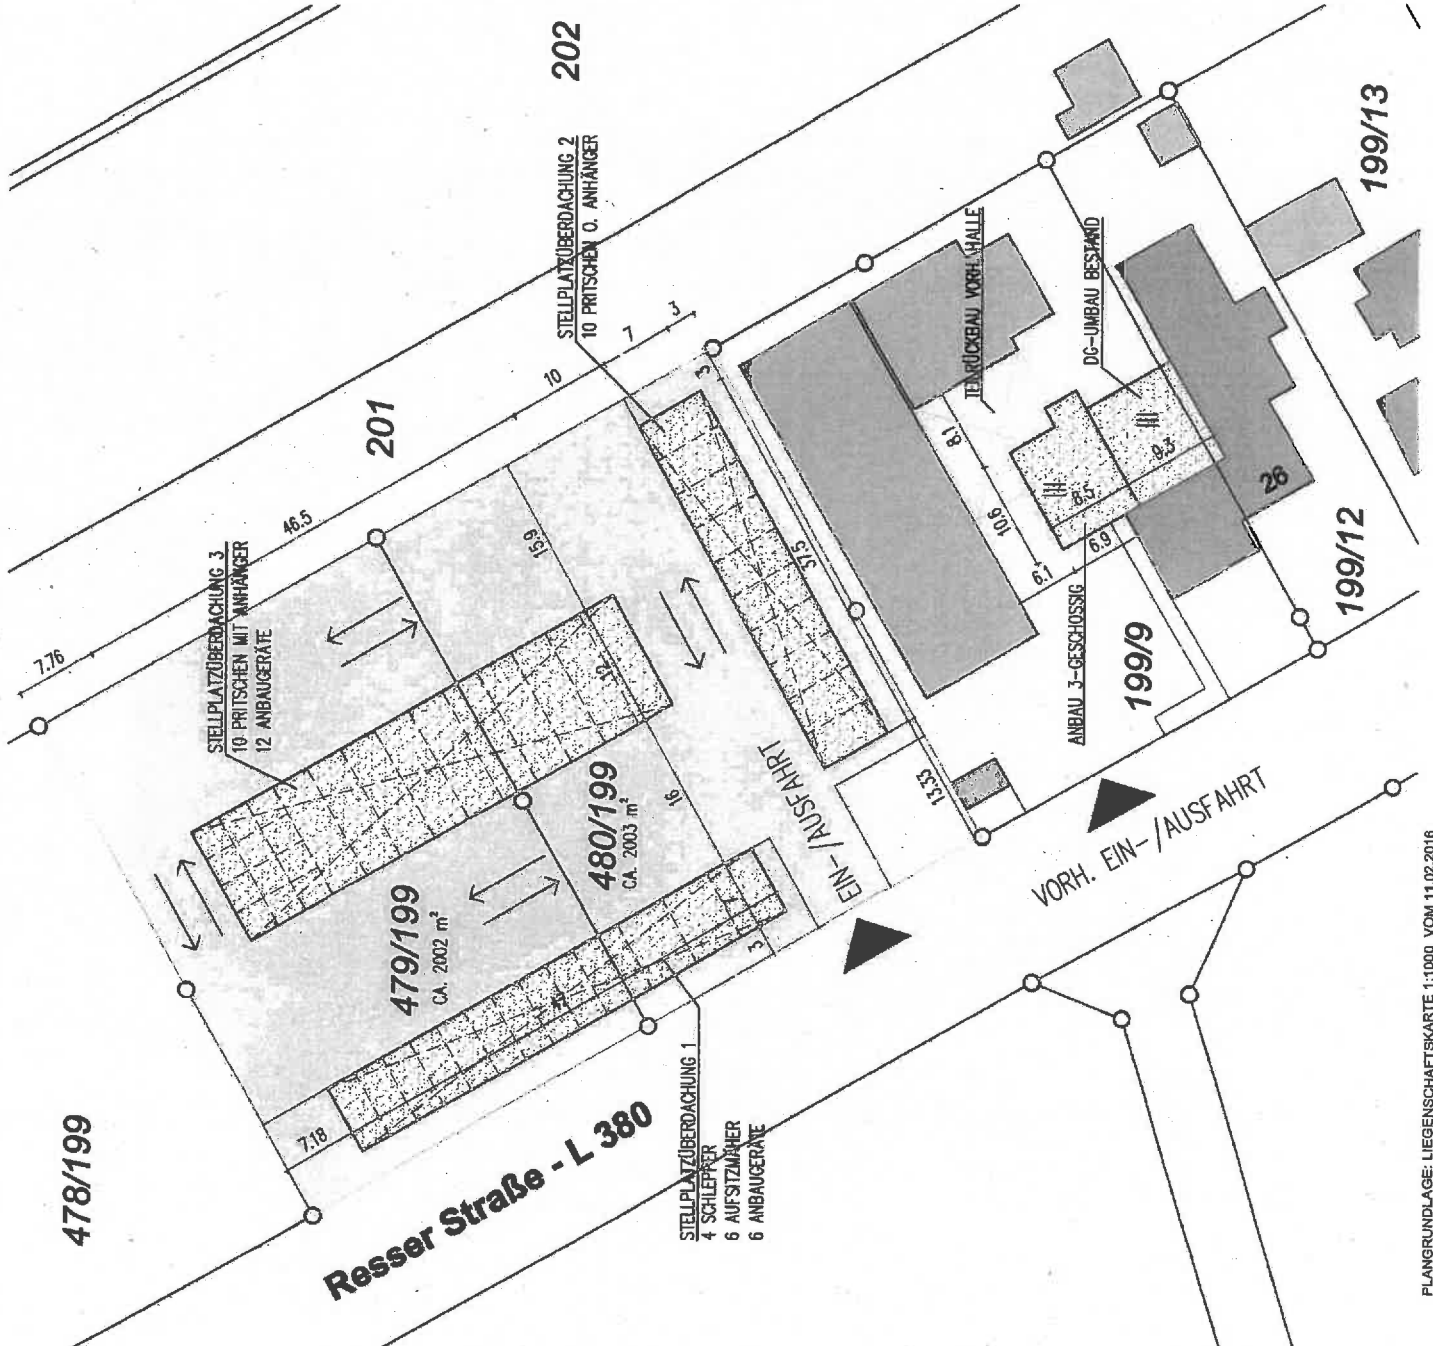 202
STELLPLATZÜBERDACHUNG 2
10 PRITSCHEN O. ANHÄNGER
199/13
201
STELLPLATZÜBERDACHUNG 3
10 PRITSCHEN MIT ANHÄNGER
12 ANBAUGERÄTE
7.76
46.5
10
7
3
3
15.9
12
16
37.5
TEILRÜCKBAU VORH. HALLE
DG-UMBAU BESTAND
8.1
10.6
6.1
6.9
8.5
9.3
26
ANBAU 3-GESCHOSSIG
199/9
199/12
479/199
CA. 2002 m²
480/199
CA. 2003 m²
EIN-/AUSFAHRT
13.33
VORH. EIN-/AUSFAHRT
7.18
3
478/199
Resser Straße - L 380
STELLPLATZÜBERDACHUNG 1
4 SCHLEPPER
6 AUFSITZMÄHER
6 ANBAUGERÄTE
PLANGRUNDLAGE: LIEGENSCHAFTSKARTE 1:1000 VOM 11.02.2016